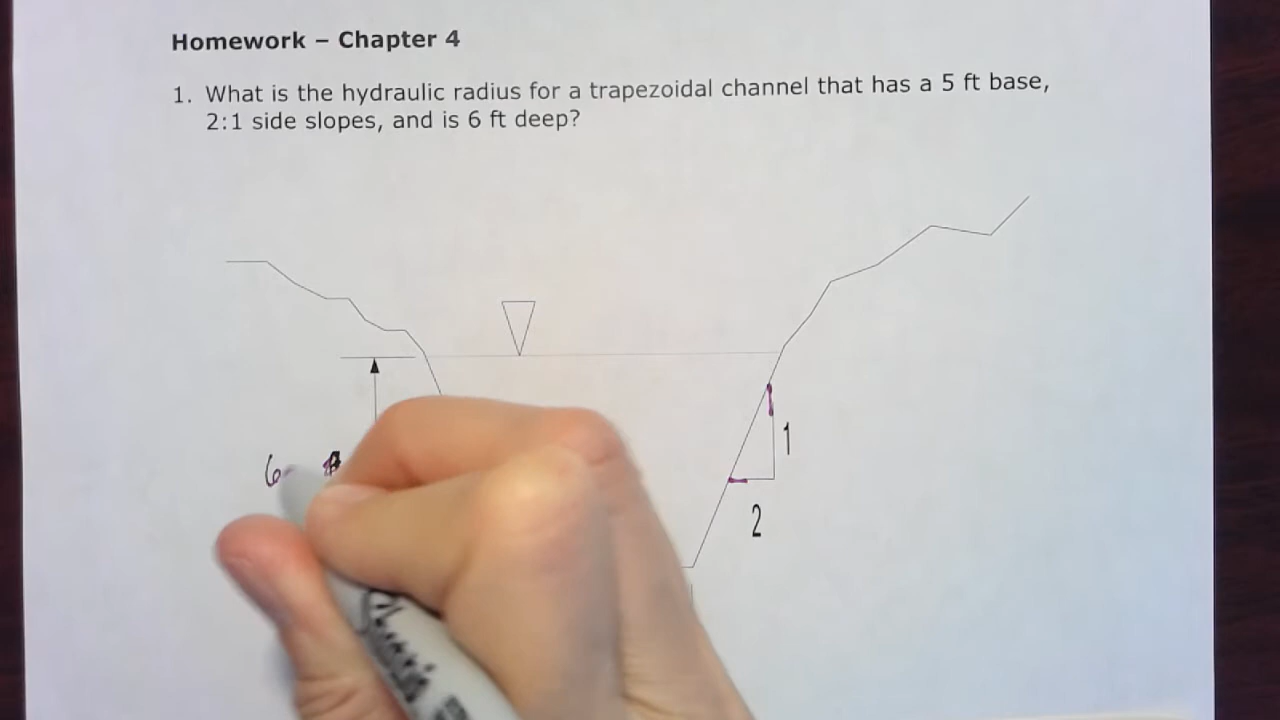 Homework – Chapter 4
1. What is the hydraulic radius for a trapezoidal channel that has a 5 ft base,
2:1 side slopes, and is 6 ft deep?
6
1
2